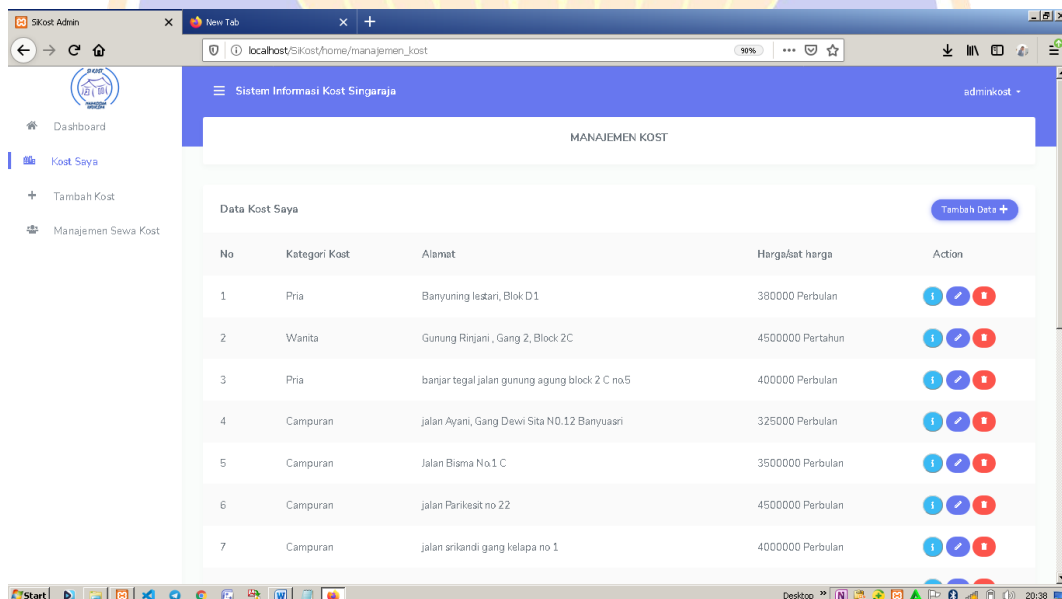 SiKost Admin
New Tab
localhost/SiKost/home/manajemen_kost
90%
Sistem Informasi Kost Singaraja
adminkost
Dashboard
Kost Saya
Tambah Kost
Manajemen Sewa Kost
MANAJEMEN KOST
Data Kost Saya
Tambah Data +
No Kategori Kost Alamat Harga/sat harga Action
1 Pria Banyuning lestari, Blok D1 380000 Perbulan
2 Wanita Gunung Rinjani , Gang 2, Block 2C 4500000 Pertahun
3 Pria banjar tegal jalan gunung agung block 2 C no.5 400000 Perbulan
4 Campuran jalan Ayani, Gang Dewi Sita N0.12 Banyuasri 325000 Perbulan
5 Campuran Jalan Bisma No.1 C 3500000 Perbulan
6 Campuran jalan Parikesit no 22 4500000 Perbulan
7 Campuran jalan srikandi gang kelapa no 1 4000000 Perbulan
Start
Desktop
20:38